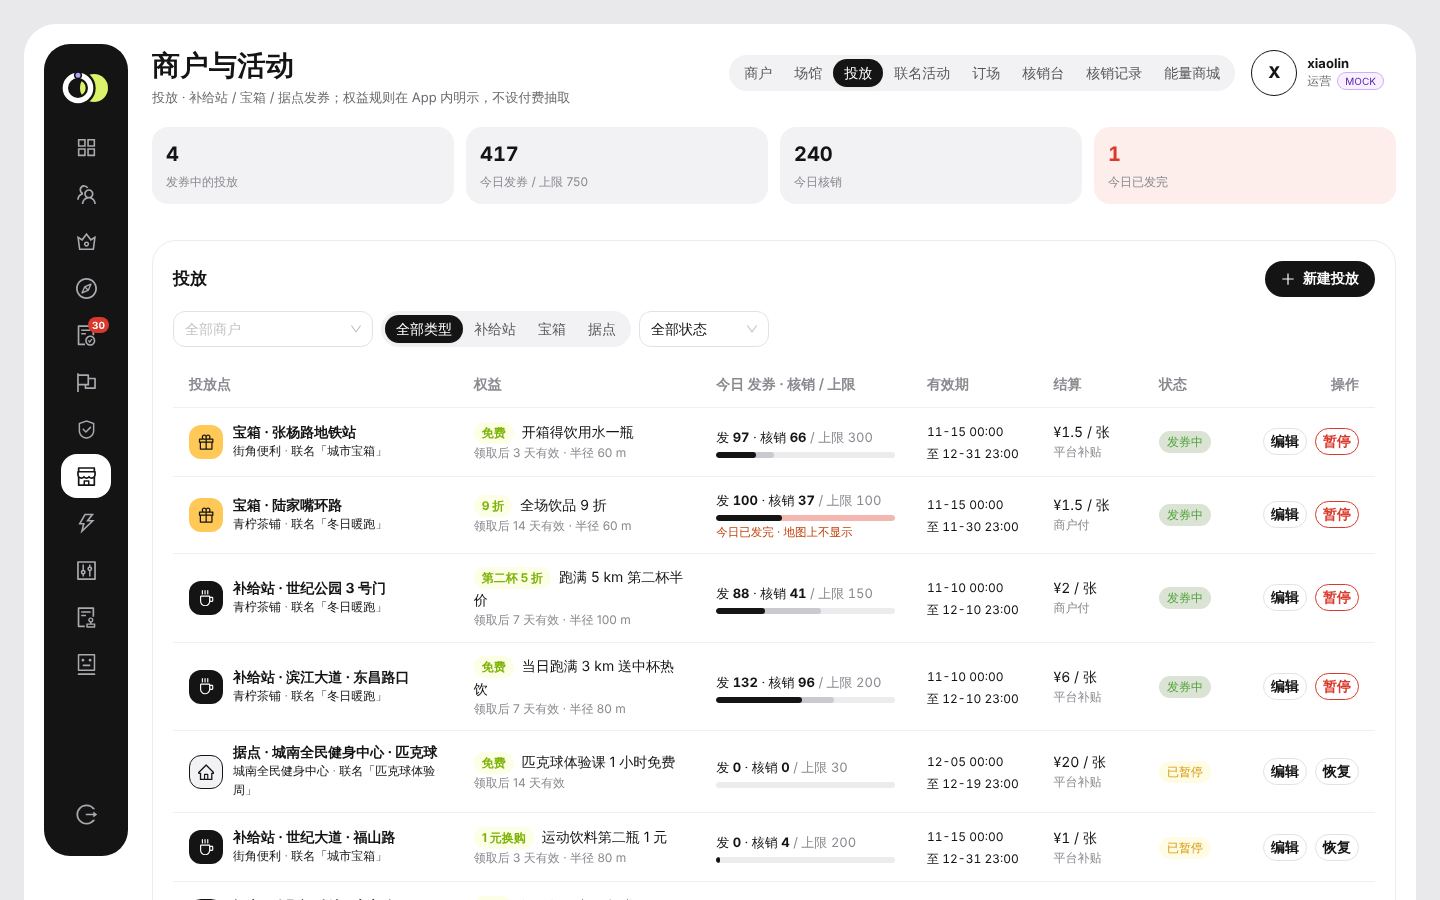 商户与活动
投放 · 补给站 / 宝箱 / 据点发券；权益规则在 App 内明示，不设付费抽取
商户 场馆 投放 联名活动 订场 核销台 核销记录 能量商城
X
xiaolin
运营 MOCK
4
发券中的投放
417
今日发券 / 上限 750
240
今日核销
1
今日已发完
30
投放
新建投放
全部商户
全部类型 补给站 宝箱 据点
全部状态
投放点 权益 今日 发券 · 核销 / 上限 有效期 结算 状态 操作
宝箱 · 张杨路地铁站
街角便利 · 联名「城市宝箱」
免费 开箱得饮用水一瓶
领取后 3 天有效 · 半径 60 m
发 97 · 核销 66 / 上限 300
11-15 00:00
至 12-31 23:00
¥1.5 / 张
平台补贴
发券中
编辑 暂停
宝箱 · 陆家嘴环路
青柠茶铺 · 联名「冬日暖跑」
9 折 全场饮品 9 折
领取后 14 天有效 · 半径 60 m
发 100 · 核销 37 / 上限 100
今日已发完 · 地图上不显示
11-15 00:00
至 11-30 23:00
¥1.5 / 张
商户付
发券中
编辑 暂停
补给站 · 世纪公园 3 号门
青柠茶铺 · 联名「冬日暖跑」
第二杯 5 折 跑满 5 km 第二杯半
价
领取后 7 天有效 · 半径 100 m
发 88 · 核销 41 / 上限 150
11-10 00:00
至 12-10 23:00
¥2 / 张
商户付
发券中
编辑 暂停
补给站 · 滨江大道 · 东昌路口
青柠茶铺 · 联名「冬日暖跑」
免费 当日跑满 3 km 送中杯热
饮
领取后 7 天有效 · 半径 80 m
发 132 · 核销 96 / 上限 200
11-10 00:00
至 12-10 23:00
¥6 / 张
平台补贴
发券中
编辑 暂停
据点 · 城南全民健身中心 · 匹克球
城南全民健身中心 · 联名「匹克球体验
周」
免费 匹克球体验课 1 小时免费
领取后 14 天有效
发 0 · 核销 0 / 上限 30
12-05 00:00
至 12-19 23:00
¥20 / 张
平台补贴
已暂停
编辑 恢复
补给站 · 世纪大道 · 福山路
街角便利 · 联名「城市宝箱」
1 元换购 运动饮料第二瓶 1 元
领取后 3 天有效 · 半径 80 m
发 0 · 核销 4 / 上限 200
11-15 00:00
至 12-31 23:00
¥1 / 张
平台补贴
已暂停
编辑 恢复